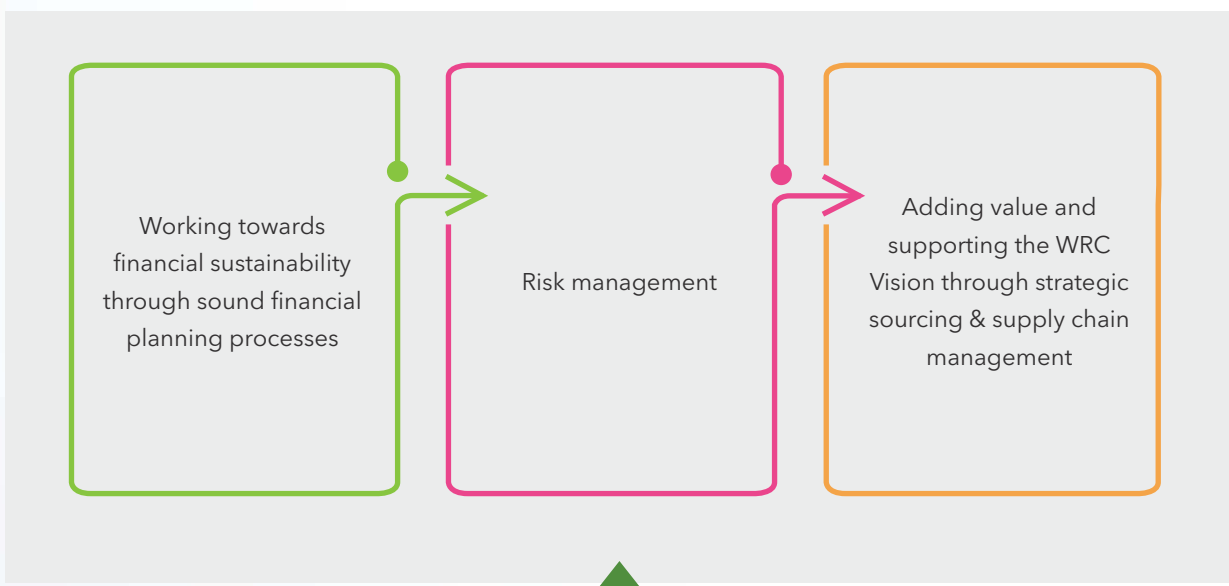 Working towards
financial sustainability
through sound financial
planning processes
Risk management
Adding value and
supporting the WRC
Vision through strategic
sourcing & supply chain
management